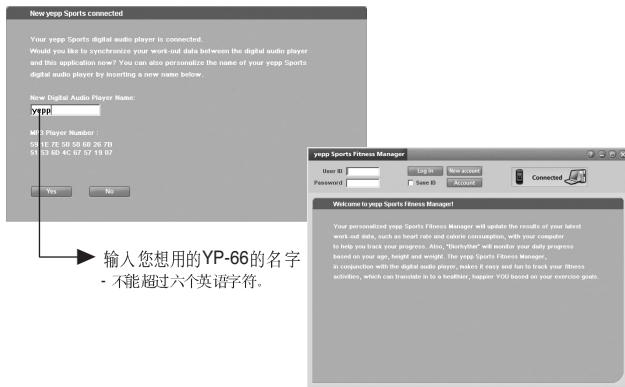 New yepp Sports connected
Your yepp Sports digital audio player is connected.
Would you like to synchronize your work-out data between the digital audio player
and this application now? You can also personalize the name of your yepp Sports
digital audio player by inserting a new name below.
New Digital Audio Player Name:
yepp
MP3 Player Number :
59 1E 7E 50 58 68 26 7B
51 53 6D 4C 67 57 19 07
Yes No
输入您想用的YP-66的名字
- 不能超过六个英语字符。
yepp Sports Fitness Manager
User ID Log in New account
Password Save ID Account
Connected
Welcome to yepp Sports Fitness Manager!
Your personalized yepp Sports Fitness Manager will update the results of your latest
work-out data, such as heart rate and calorie consumption, with your computer
to help you track your progress. Also, "Biorhythm" will monitor your daily progress
based on your age, height and weight. The yepp Sports Fitness Manager,
in conjunction with the digital audio player, makes it easy and fun to track your fitness
activities, which can translate in to a healthier, happier YOU based on your exercise goals.